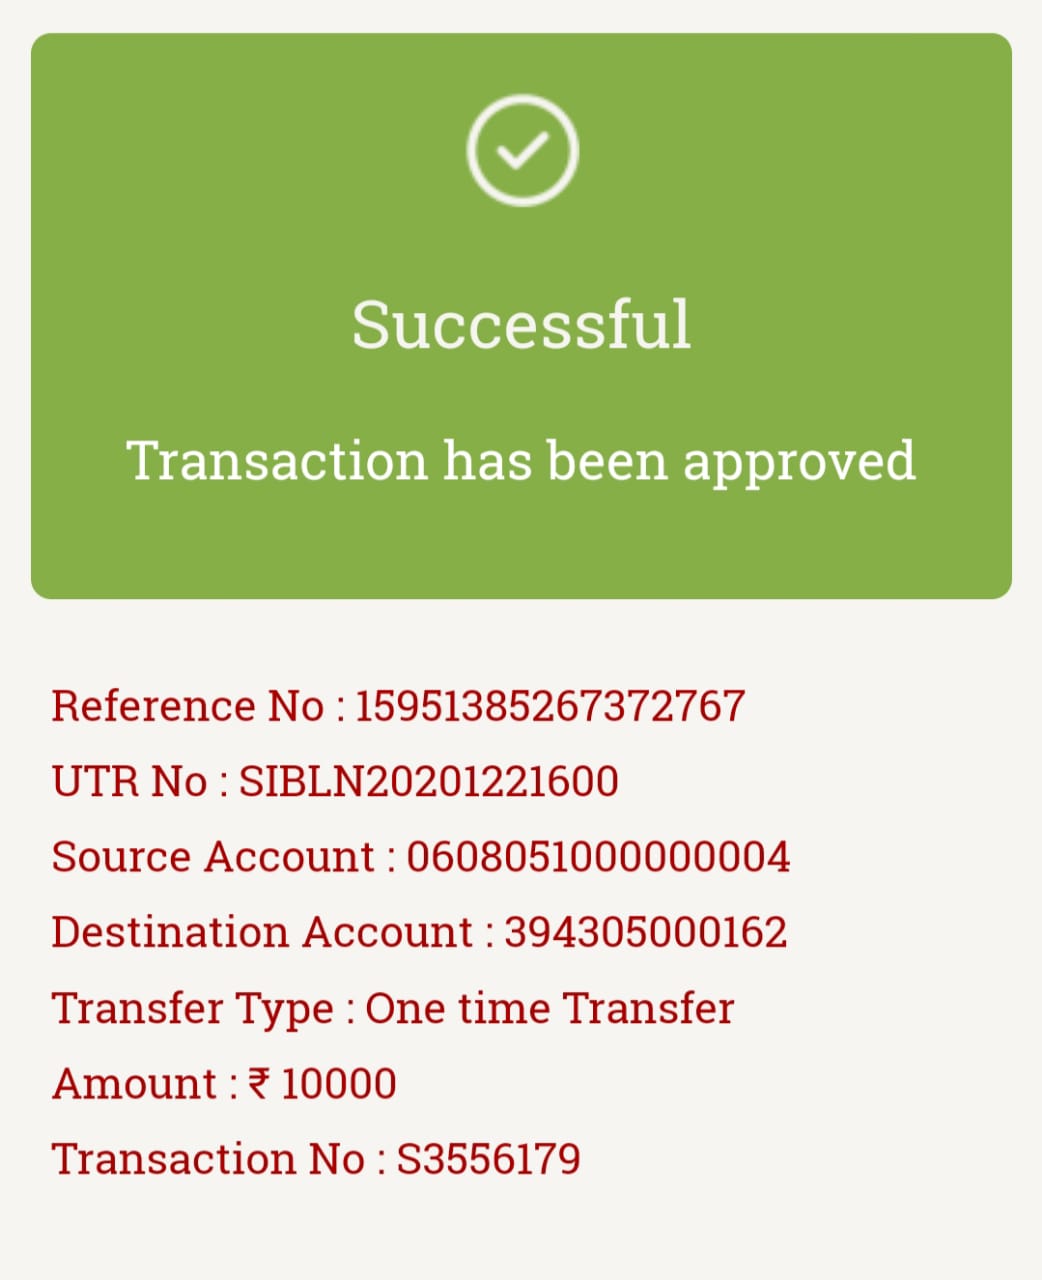 Successful
Transaction has been approved
Reference No : 15951385267372767
UTR No : SIBLN20201221600
Source Account : 0608051000000004
Destination Account : 394305000162
Transfer Type : One time Transfer
Amount : ₹ 10000
Transaction No : S3556179